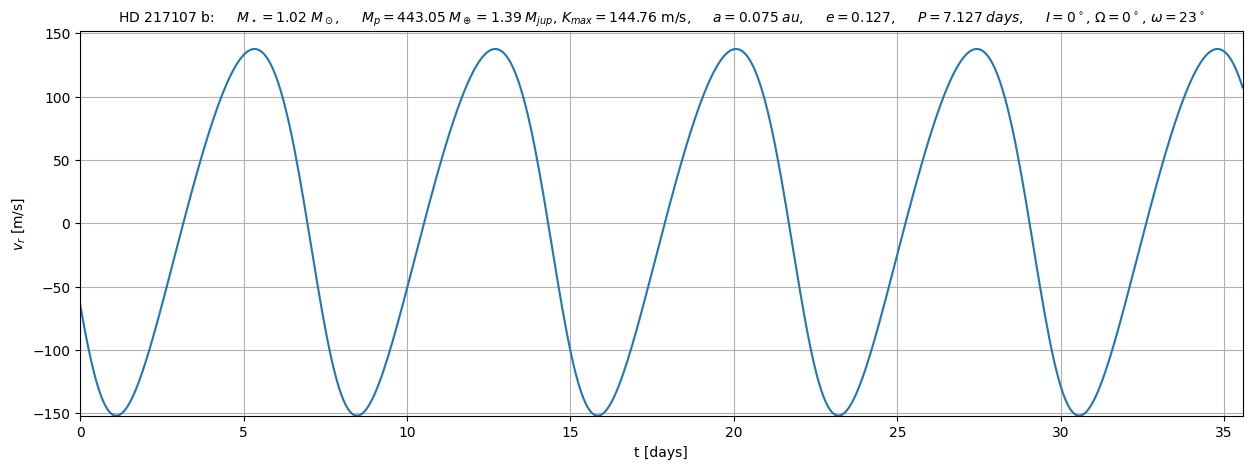 HD 217107 b: M⋆ = 1.02 M⊙, Mp = 443.05 M⊕ = 1.39 Mjup, Kmax = 144.76 m/s, a = 0.075 au, e = 0.127, P = 7.127 days, I = 0°, Ω = 0°, ω = 23°
150
100
50
0
−50
−100
−150
vr [m/s]
0 5 10 15 20 25 30 35
t [days]